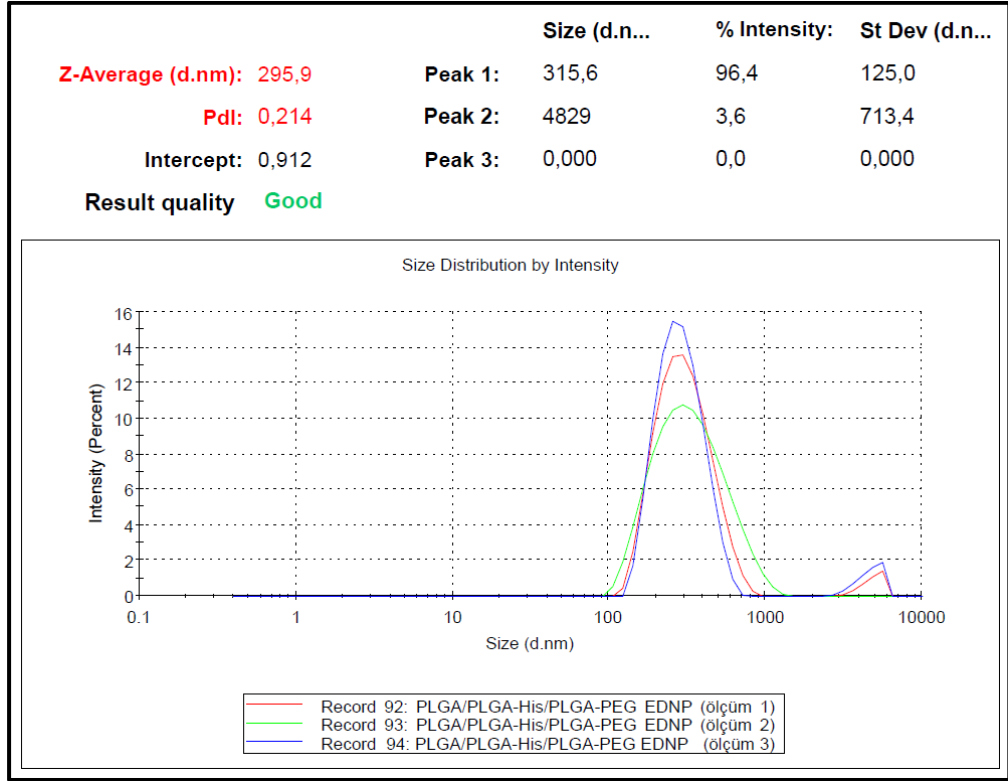 Size (d.n... % Intensity: St Dev (d.n...
Z-Average (d.nm): 295,9 Peak 1: 315,6 96,4 125,0
PdI: 0,214 Peak 2: 4829 3,6 713,4
Intercept: 0,912 Peak 3: 0,000 0,0 0,000
Result quality Good
Size Distribution by Intensity
Intensity (Percent)
16
14
12
10
8
6
4
2
0
0.1 1 10 100 1000 10000
Size (d.nm)
Record 92: PLGA/PLGA-His/PLGA-PEG EDNP (ölçüm 1)
Record 93: PLGA/PLGA-His/PLGA-PEG EDNP (ölçüm 2)
Record 94: PLGA/PLGA-His/PLGA-PEG EDNP (ölçüm 3)